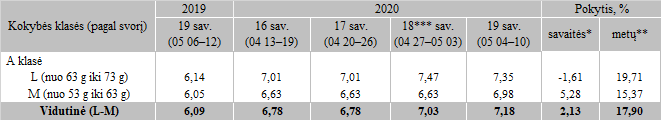 Kokybės klasės (pagal svorį) 2019 2020 Pokytis, %
19 sav. (05 06–12) 16 sav. (04 13–19) 17 sav. (04 20–26) 18*** sav. (04 27–05 03) 19 sav. (05 04–10) savaitės* metų**
A klasė
L (nuo 63 g iki 73 g) 6,14 7,01 7,01 7,47 7,35 -1,61 19,71
M (nuo 53 g iki 63 g) 6,05 6,63 6,63 6,63 6,98 5,28 15,37
Vidutinė (L-M) 6,09 6,78 6,78 7,03 7,18 2,13 17,90